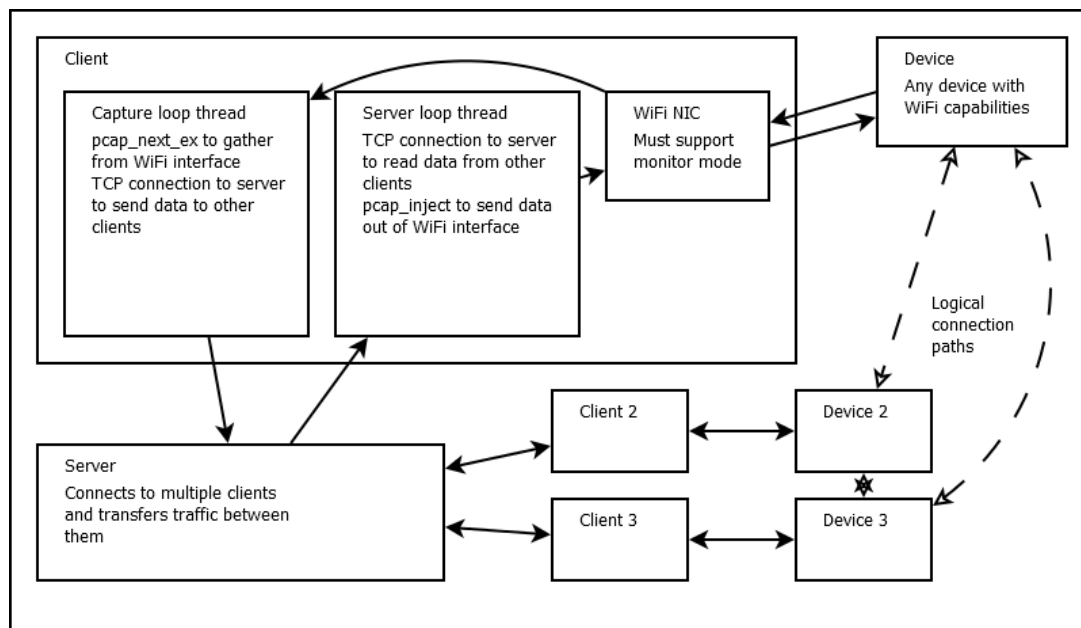 Client
Capture loop thread
pcap_next_ex to gather
from WiFi interface
TCP connection to server
to send data to other
clients
Server loop thread
TCP connection to server
to read data from other
clients
pcap_inject to send data
out of WiFi interface
WiFi NIC
Must support
monitor mode
Device
Any device with
WiFi capabilities
Logical
connection
paths
Server
Connects to multiple clients
and transfers traffic between
them
Client 2
Device 2
Client 3
Device 3